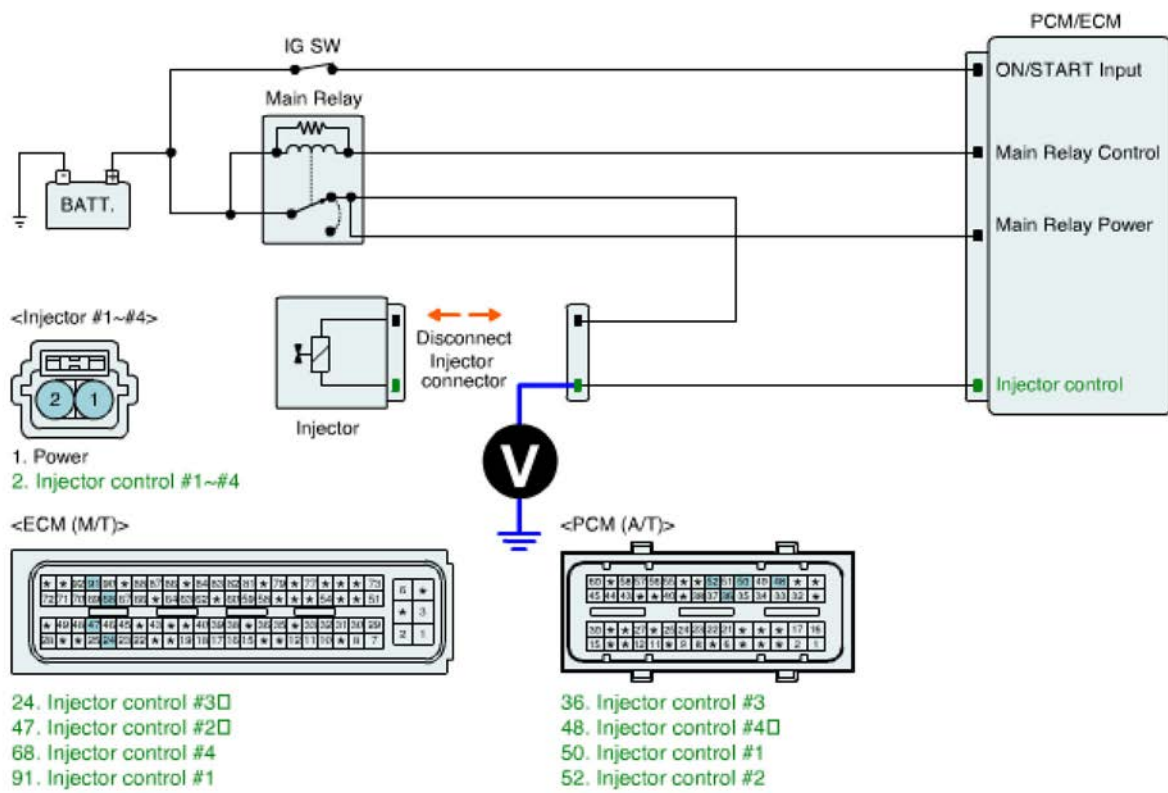 PCM/ECM
IG SW
ON/START Input
Main Relay
Main Relay Control
- +
BATT.
Main Relay Power
<Injector #1~#4>
Disconnect
Injector
connector
2 1
Injector control
Injector
1. Power
2. Injector control #1~#4
V
<ECM (M/T)>
<PCM (A/T)>
24. Injector control #3□
47. Injector control #2□
68. Injector control #4
91. Injector control #1
36. Injector control #3
48. Injector control #4□
50. Injector control #1
52. Injector control #2